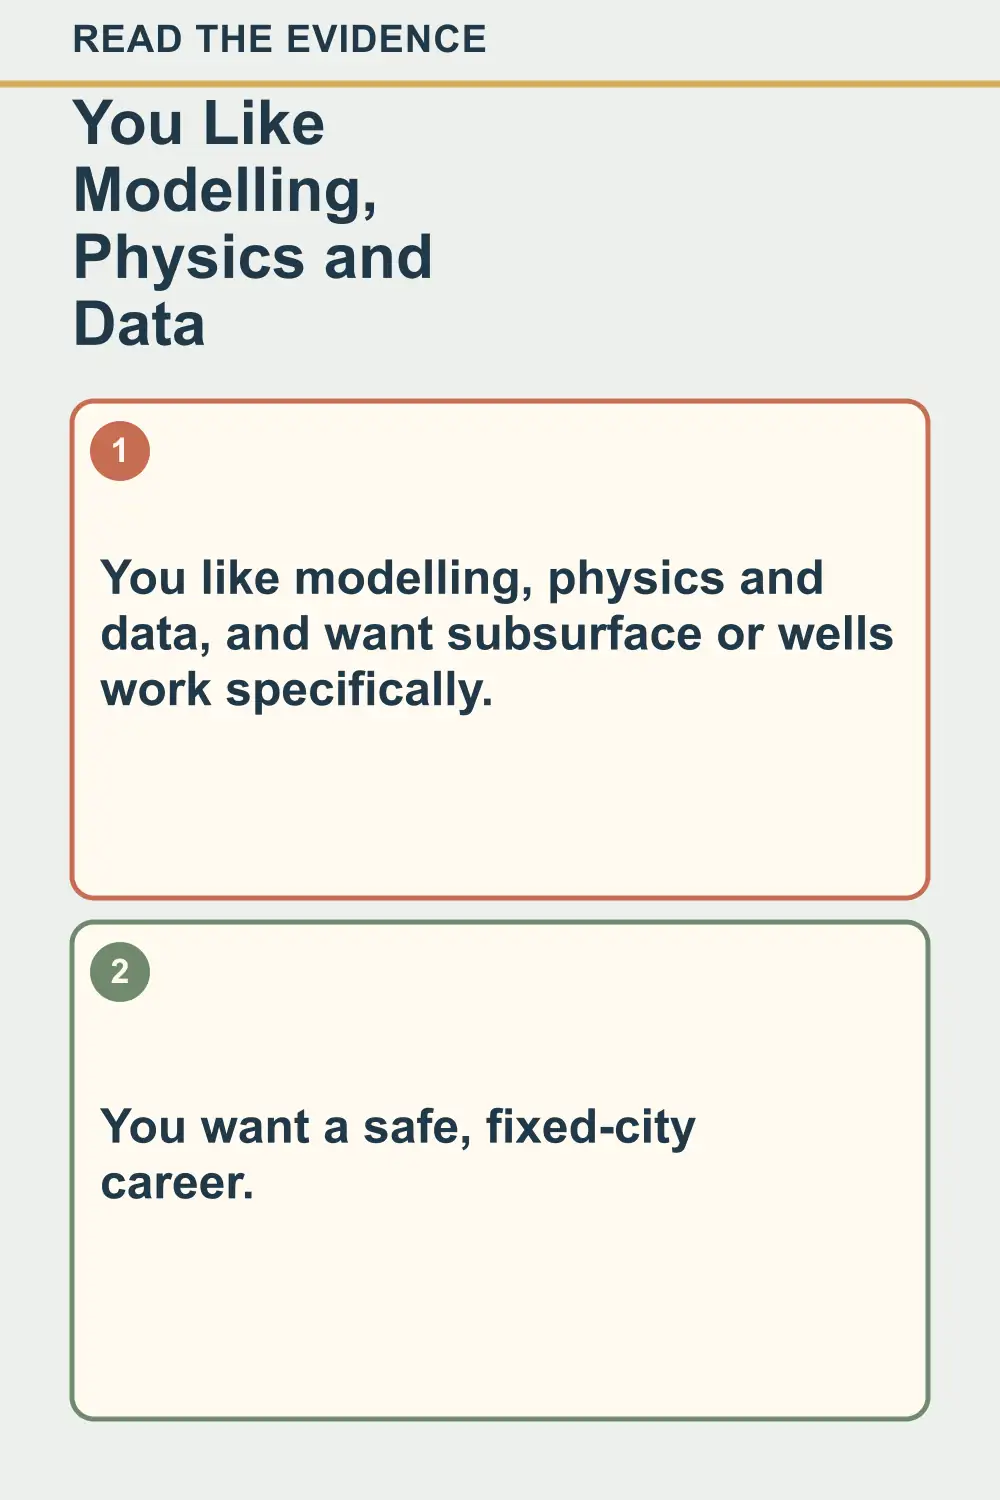 READ THE EVIDENCE
You Like
Modelling,
Physics and
Data
1
You like modelling, physics and
data, and want subsurface or wells
work specifically.
2
You want a safe, fixed-city
career.